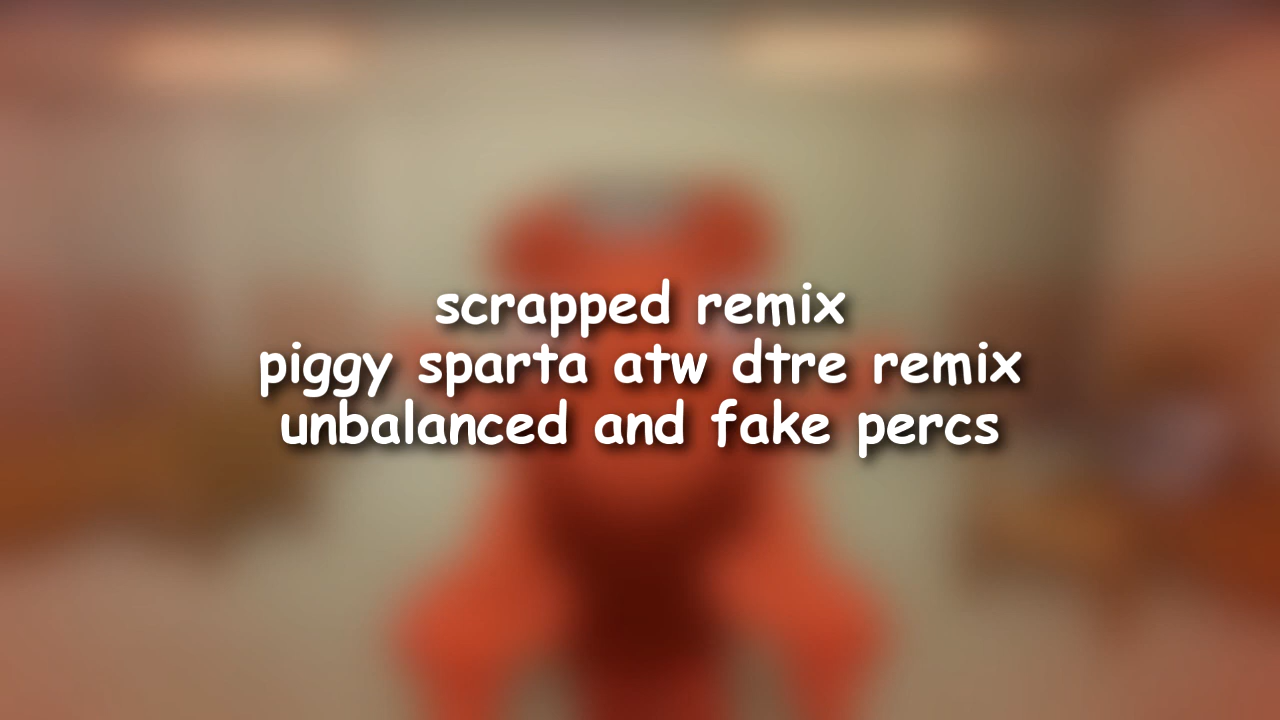 scrapped remix
piggy sparta atw dtre remix
unbalanced and fake percs